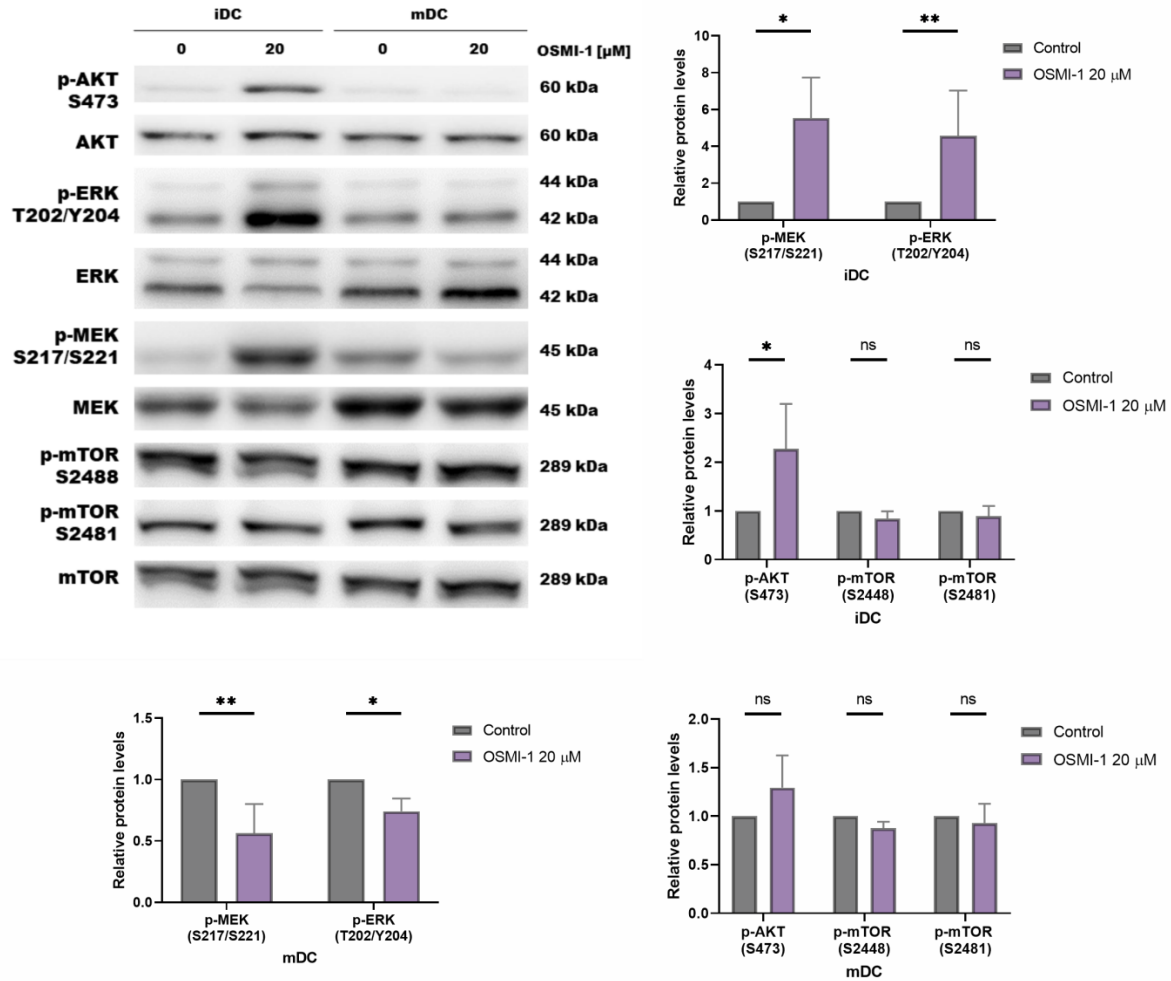 iDC mDC
0 20 0 20 OSMI-1 [µM]
p-AKT
S473
60 kDa
AKT
60 kDa
p-ERK
T202/Y204
44 kDa
42 kDa
ERK
44 kDa
42 kDa
p-MEK
S217/S221
45 kDa
MEK
45 kDa
p-mTOR
S2488
289 kDa
p-mTOR
S2481
289 kDa
mTOR
289 kDa
* **
Control
OSMI-1 20 µM
Relative protein levels
10
8
6
4
2
0
p-MEK
(S217/S221)
p-ERK
(T202/Y204)
iDC
* ns ns
Control
OSMI-1 20 µM
Relative protein levels
4
3
2
1
0
p-AKT
(S473)
p-mTOR
(S2448)
p-mTOR
(S2481)
iDC
** *
Control
OSMI-1 20 µM
Relative protein levels
1.5
1.0
0.5
0.0
p-MEK
(S217/S221)
p-ERK
(T202/Y204)
mDC
ns ns ns
Control
OSMI-1 20 µM
Relative protein levels
2.0
1.5
1.0
0.5
0.0
p-AKT
(S473)
p-mTOR
(S2448)
p-mTOR
(S2481)
mDC